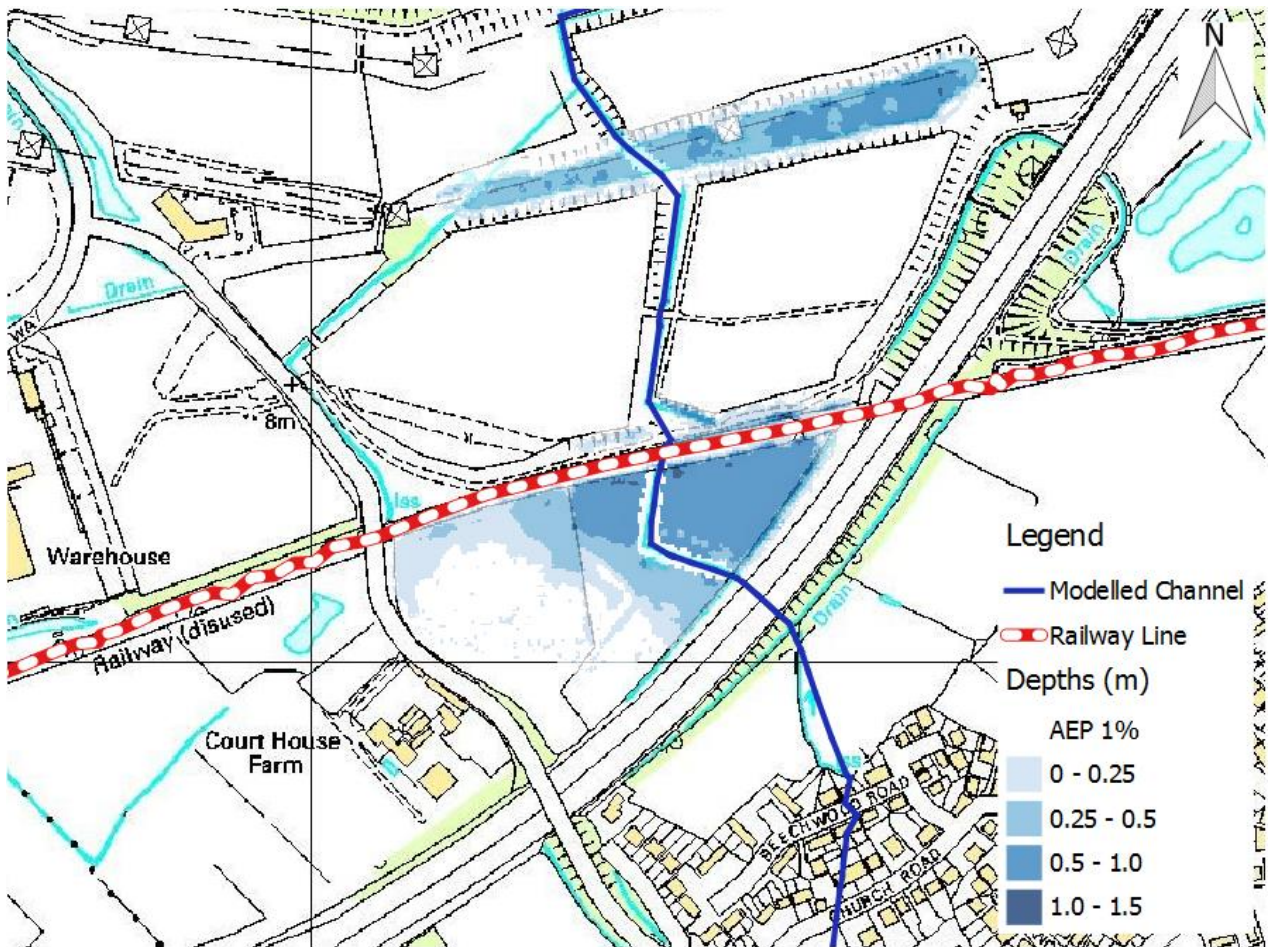 N
Drain
Drain
8m
Iss
Warehouse
Railway (disused)
Drain
Court House
Farm
BEECHWOOD ROAD
CHURCH ROAD
Legend
Modelled Channel
Railway Line
Depths (m)
AEP 1%
0 - 0.25
0.25 - 0.5
0.5 - 1.0
1.0 - 1.5